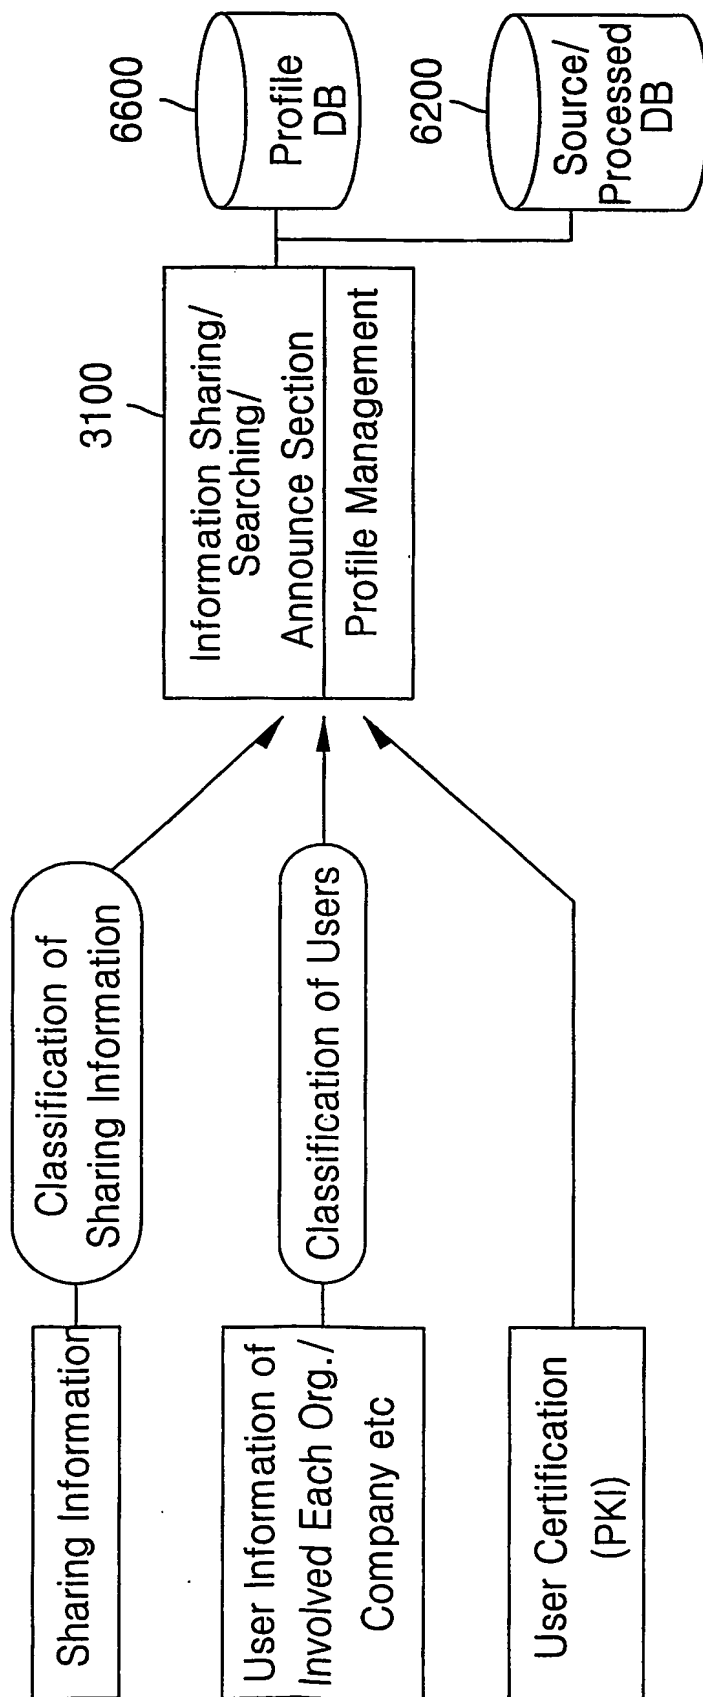 Sharing Information
Classification of
Sharing Information
User Information of
Involved Each Org./
Company etc
Classification of Users
User Certification
(PKI)
3100
Information Sharing/
Searching/
Announce Section
Profile Management
6600
Profile
DB
6200
Source/
Processed
DB